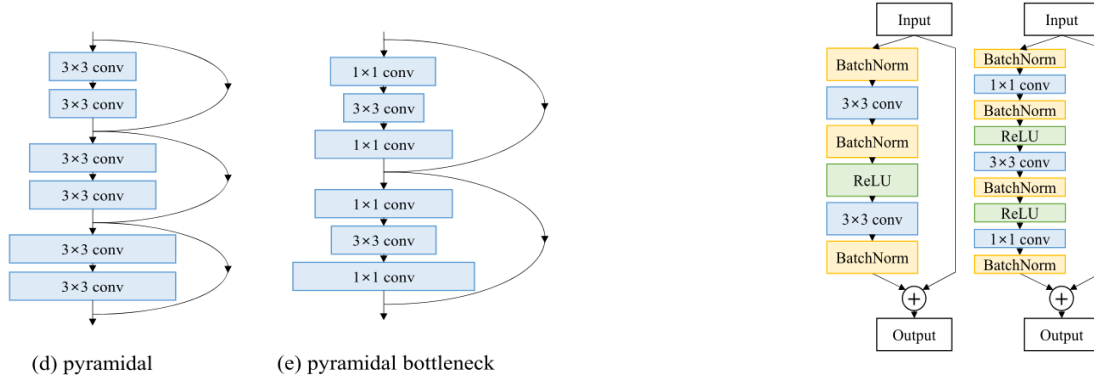 3×3 conv
3×3 conv
3×3 conv
3×3 conv
3×3 conv
3×3 conv
(d) pyramidal
1×1 conv
3×3 conv
1×1 conv
1×1 conv
3×3 conv
1×1 conv
(e) pyramidal bottleneck
Input
BatchNorm
3×3 conv
BatchNorm
ReLU
3×3 conv
BatchNorm
+
Output
Input
BatchNorm
1×1 conv
BatchNorm
ReLU
3×3 conv
BatchNorm
ReLU
1×1 conv
BatchNorm
+
Output